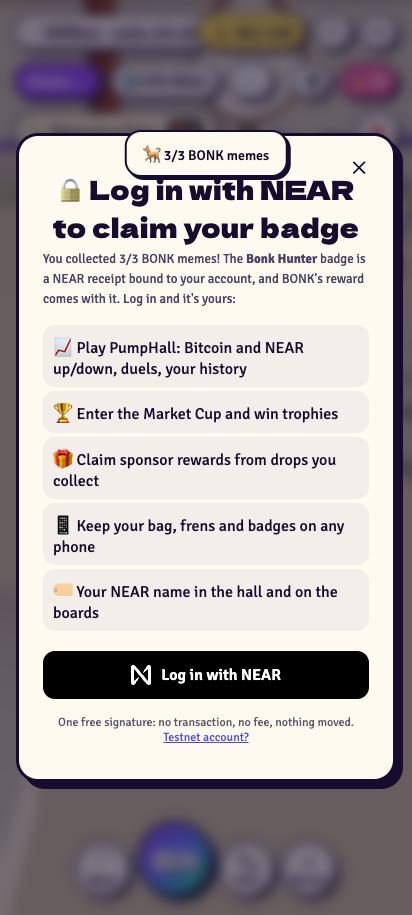 🐕 3/3 BONK memes
🔒 Log in with NEAR
to claim your badge
You collected 3/3 BONK memes! The Bonk Hunter badge is
a NEAR receipt bound to your account, and BONK's reward
comes with it. Log in and it's yours:
📈 Play PumpHall: Bitcoin and NEAR
up/down, duels, your history
🏆 Enter the Market Cup and win trophies
🎁 Claim sponsor rewards from drops you
collect
📱 Keep your bag, frens and badges on any
phone
🏷️ Your NEAR name in the hall and on the
boards
Log in with NEAR
One free signature: no transaction, no fee, nothing moved.
Testnet account?